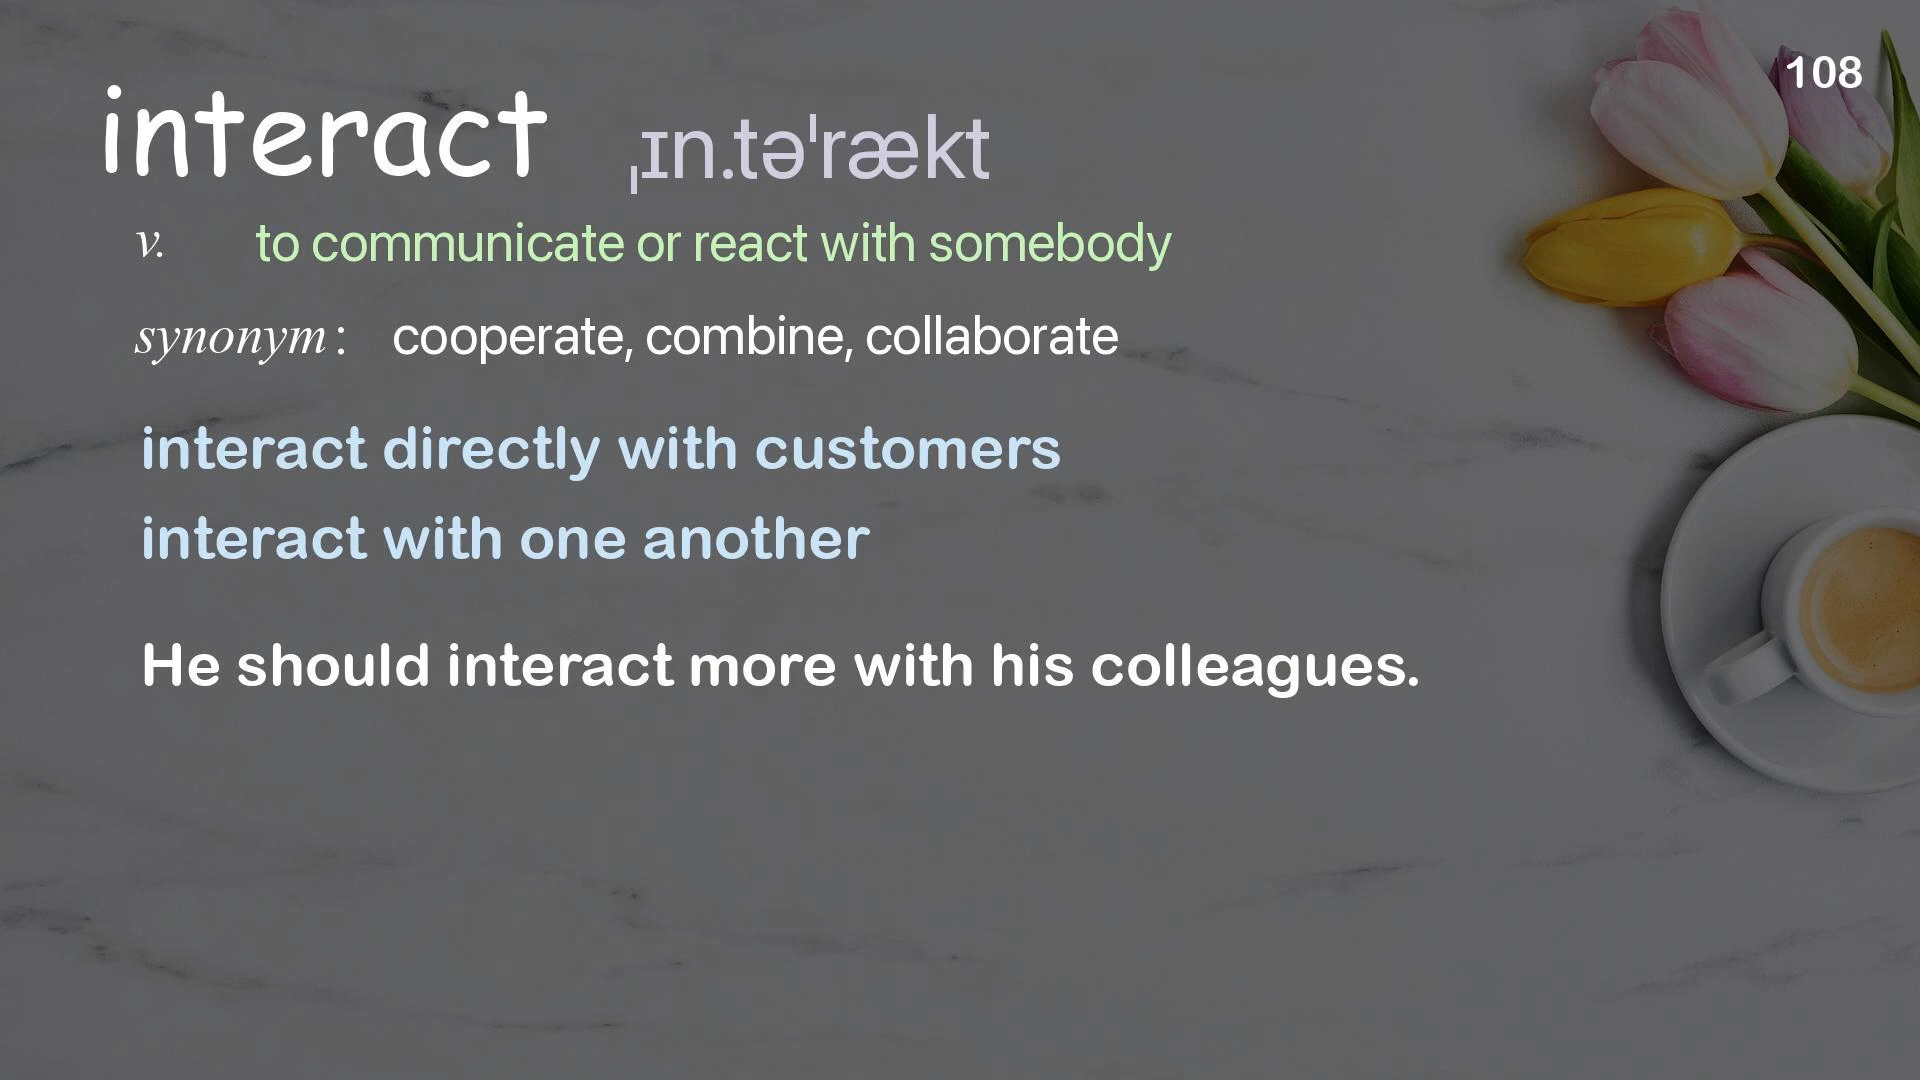 108
interact ˌɪn.təˈrækt
v. to communicate or react with somebody
synonym : cooperate, combine, collaborate
interact directly with customers
interact with one another
He should interact more with his colleagues.